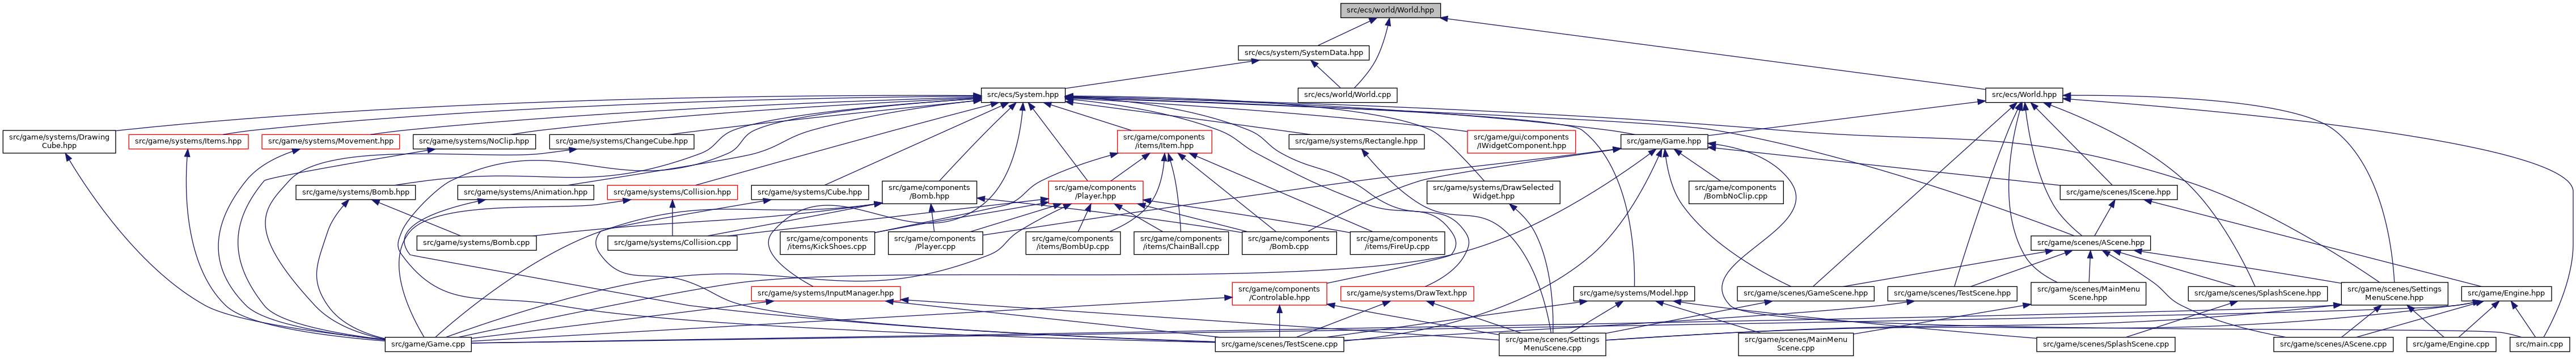 src/ecs/world/World.hpp
src/ecs/system/SystemData.hpp
src/ecs/System.hpp
src/ecs/world/World.cpp
src/ecs/World.hpp
src/game/systems/Drawing
Cube.hpp
src/game/systems/Items.hpp
src/game/systems/Movement.hpp
src/game/systems/NoClip.hpp
src/game/systems/ChangeCube.hpp
src/game/components
/items/Item.hpp
src/game/systems/Rectangle.hpp
src/game/gui/components
/IWidgetComponent.hpp
src/game/Game.hpp
src/game/systems/Bomb.hpp
src/game/systems/Animation.hpp
src/game/systems/Collision.hpp
src/game/systems/Cube.hpp
src/game/components
/Bomb.hpp
src/game/components
/Player.hpp
src/game/systems/DrawSelected
Widget.hpp
src/game/components
/BombNoClip.cpp
src/game/scenes/IScene.hpp
src/game/systems/Bomb.cpp
src/game/systems/Collision.cpp
src/game/components
/items/KickShoes.cpp
src/game/components
/Player.cpp
src/game/components
/items/BombUp.cpp
src/game/components
/items/ChainBall.cpp
src/game/components
/Bomb.cpp
src/game/components
/items/FireUp.cpp
src/game/scenes/AScene.hpp
src/game/systems/InputManager.hpp
src/game/components
/Controlable.hpp
src/game/systems/DrawText.hpp
src/game/systems/Model.hpp
src/game/scenes/GameScene.hpp
src/game/scenes/TestScene.hpp
src/game/scenes/MainMenu
Scene.hpp
src/game/scenes/SplashScene.hpp
src/game/scenes/Settings
MenuScene.hpp
src/game/Engine.hpp
src/game/Game.cpp
src/game/scenes/TestScene.cpp
src/game/scenes/Settings
MenuScene.cpp
src/game/scenes/MainMenu
Scene.cpp
src/game/scenes/SplashScene.cpp
src/game/scenes/AScene.cpp
src/game/Engine.cpp
src/main.cpp